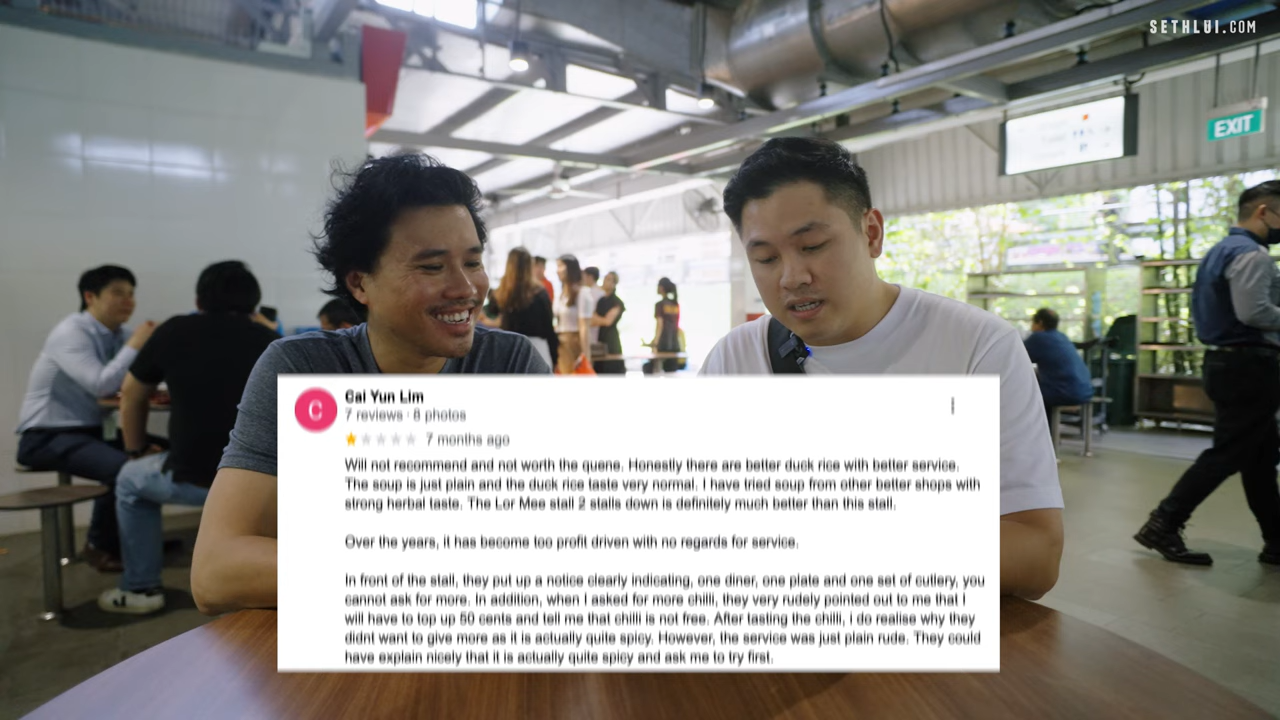 SETHLUI.COM
EXIT
C
Cai Yun Lim
7 reviews · 8 photos
7 months ago
Will not recommend and not worth the queue. Honestly there are better duck rice with better service.
The soup is just plain and the duck rice taste very normal. I have tried soup from other better shops with
strong herbal taste. The Lor Mee stall 2 stalls down is definitely much better than this stall.
Over the years, it has become too profit driven with no regards for service.
In front of the stall, they put up a notice clearly indicating, one diner, one plate and one set of cutlery, you
cannot ask for more. In addition, when I asked for more chilli, they very rudely pointed out to me that I
will have to top up 50 cents and tell me that chilli is not free. After tasting the chilli, i do realise why they
didnt want to give more as it is actually quite spicy. However, the service was just plain rude. They could
have explain nicely that it is actually quite spicy and ask me to try first.